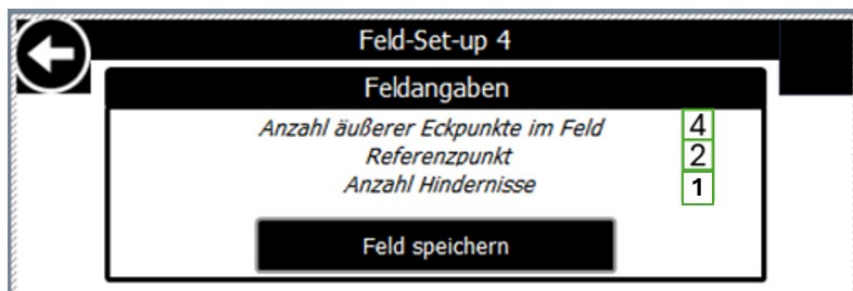 Feld-Set-up 4
Feldangaben
Anzahl äußerer Eckpunkte im Feld 4
Referenzpunkt 2
Anzahl Hindernisse 1
Feld speichern